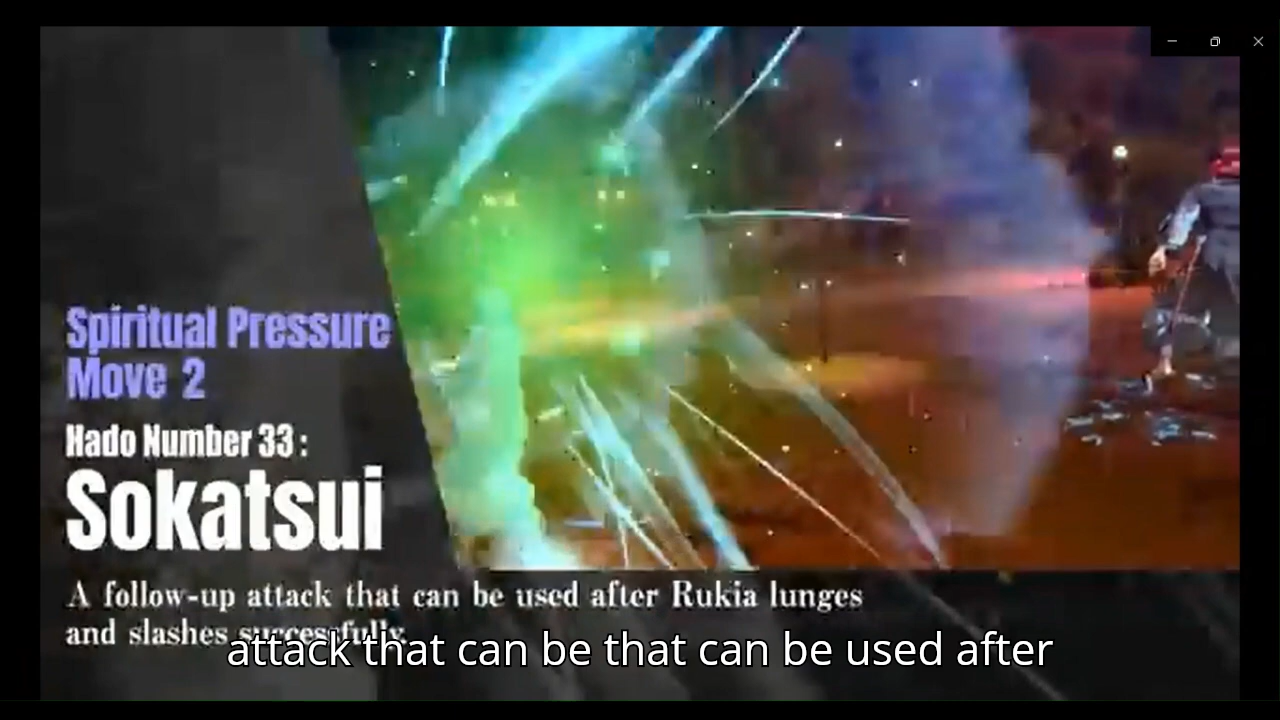 Spiritual Pressure
Move 2
Hado Number 33 :
Sokatsui
A follow-up attack that can be used after Rukia lunges
and slashes successfully.
attack that can be that can be used after